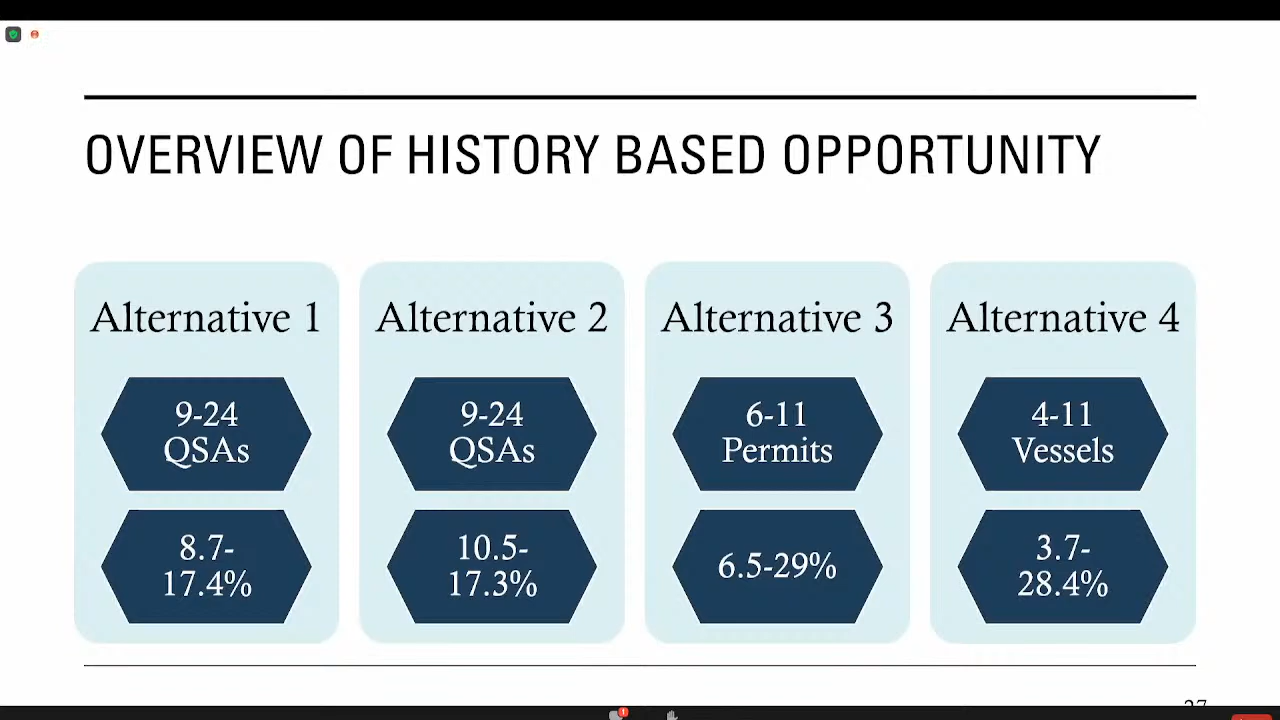 OVERVIEW OF HISTORY BASED OPPORTUNITY
Alternative 1
9-24
QSAs
8.7-
17.4%
Alternative 2
9-24
QSAs
10.5-
17.3%
Alternative 3
6-11
Permits
6.5-29%
Alternative 4
4-11
Vessels
3.7-
28.4%